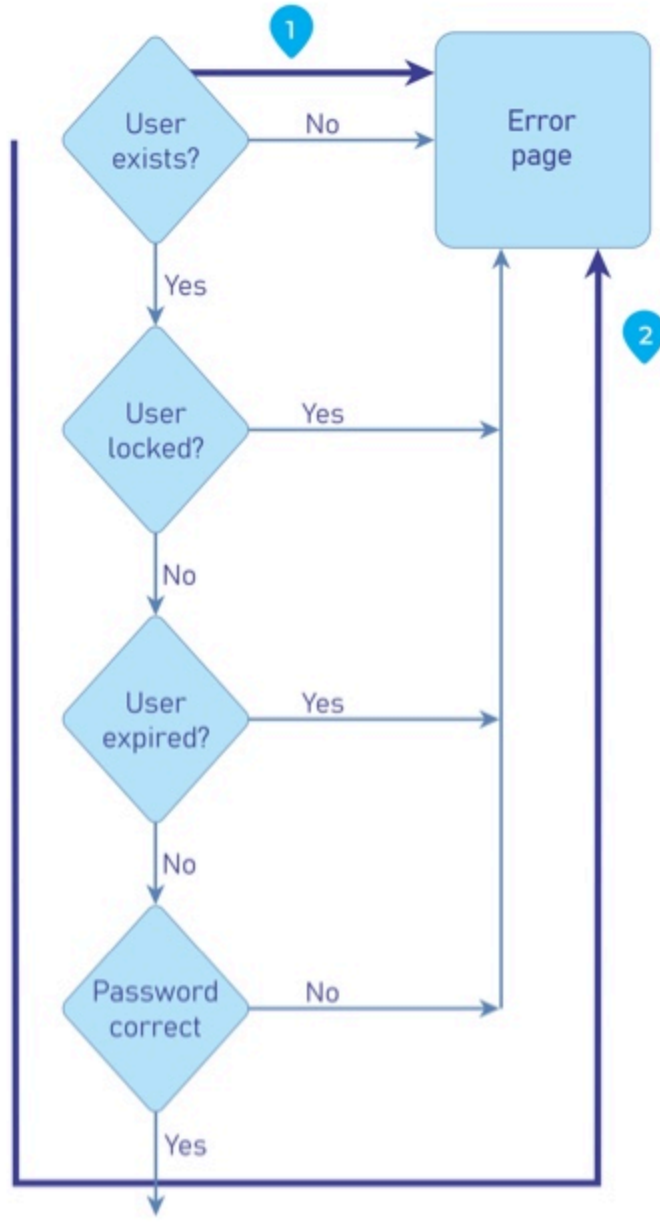 1
User
exists?
No
Error
page
Yes
2
User
locked?
Yes
No
User
expired?
Yes
No
Password
correct
No
Yes